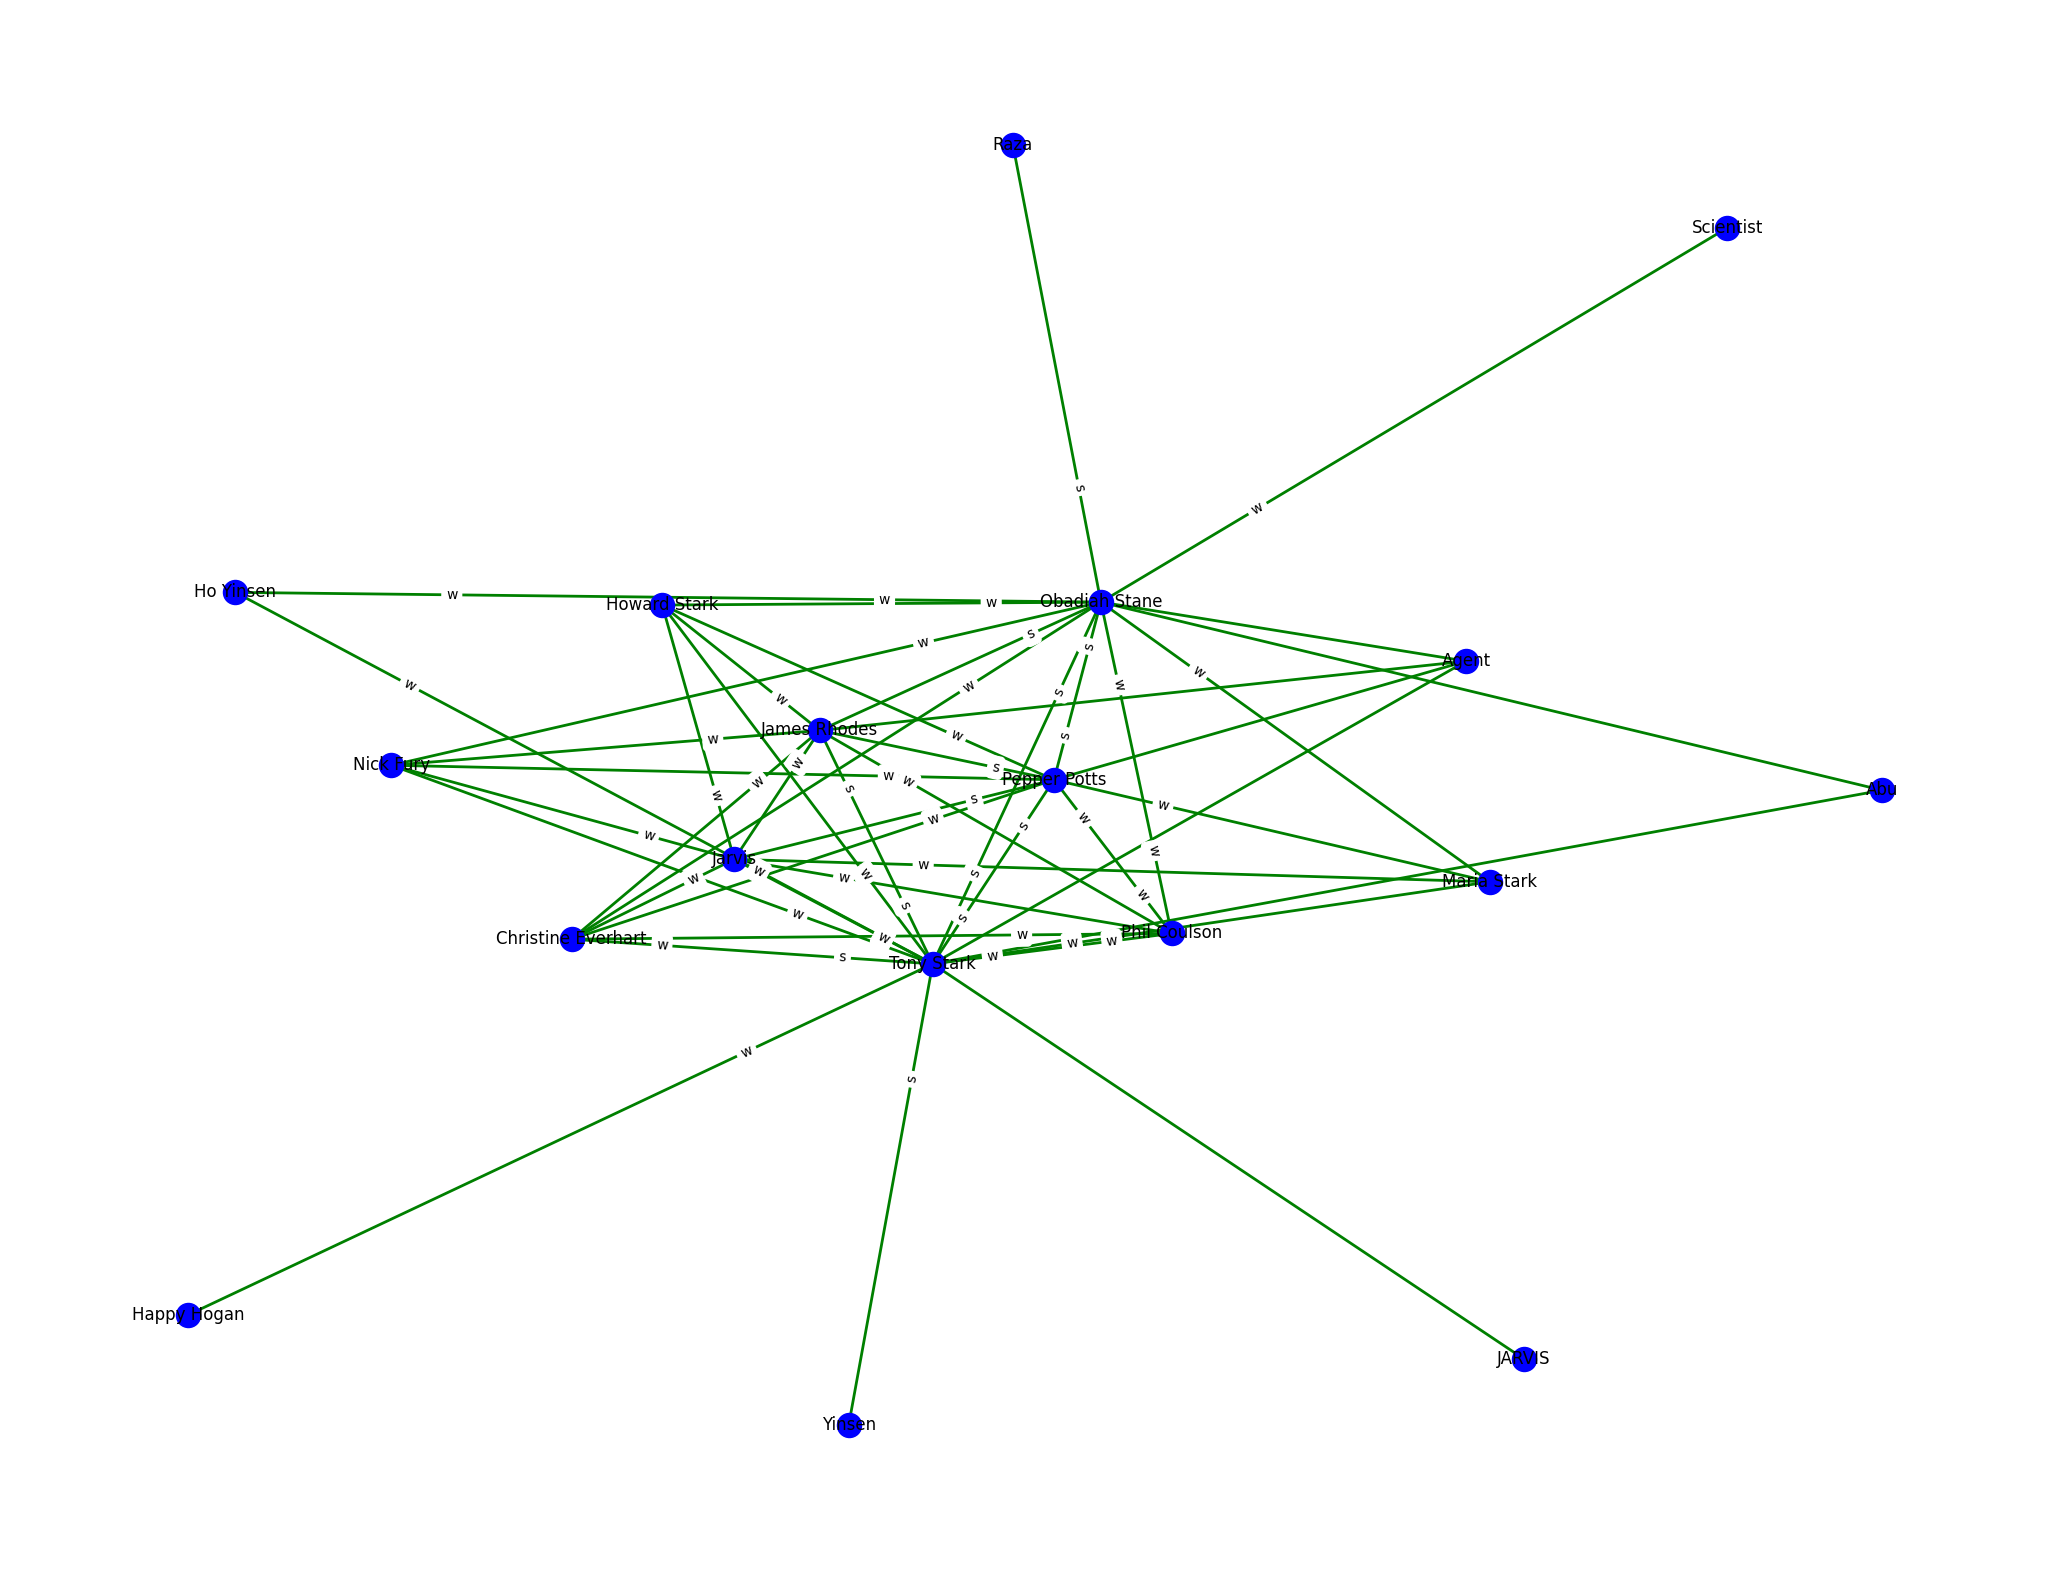 Raza
Scientist
s
w
Ho Yinsen
w
w
w
Howard Stark
Obadiah Stane
s
w
s
Agent
w
w
w
w
s
w
w
James Rhodes
w
s
w
w
Nick Fury
w
s
w
w
Pepper Potts
w
s
s
Abu
w
w
w
w
s
w
w
w
Jarvis
w
w
w
w
s
w
w
Maria Stark
w
s
w
s
Christine Everhart
w
w
w
w
w
Phil Coulson
w
s
w
Tony Stark
w
s
Happy Hogan
JARVIS
Yinsen